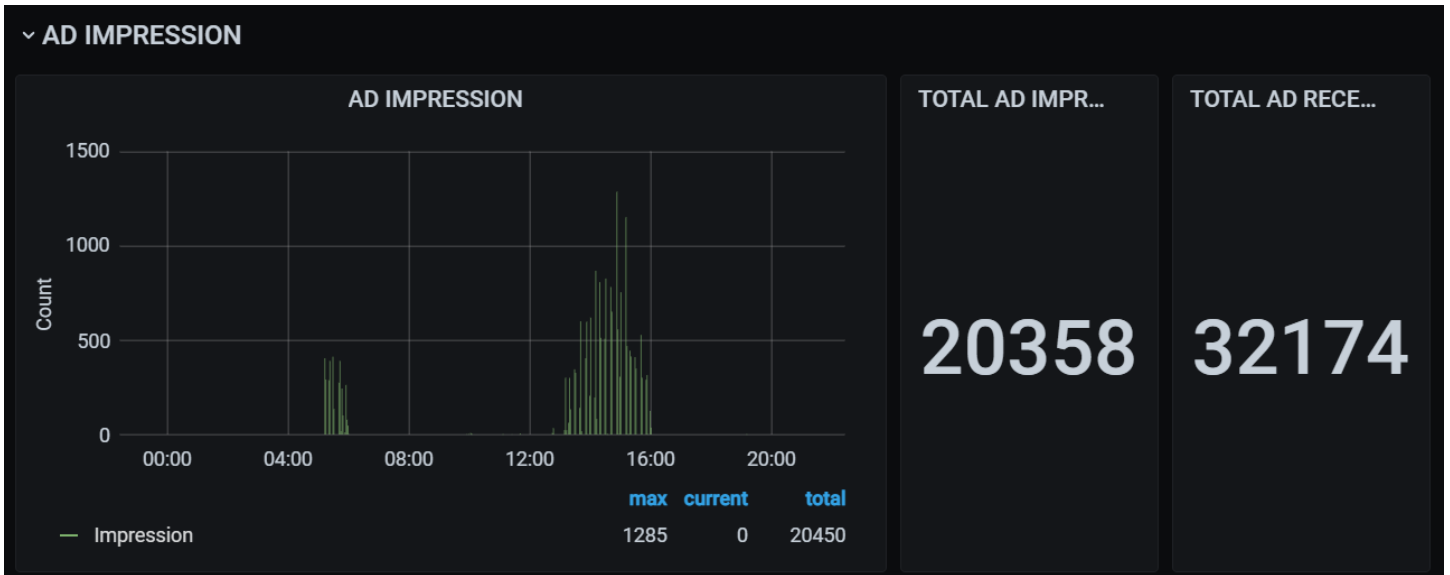 AD IMPRESSION
AD IMPRESSION
1500
1000
500
0
Count
00:00 04:00 08:00 12:00 16:00 20:00
max current total
Impression 1285 0 20450
TOTAL AD IMPR...
20358
TOTAL AD RECE...
32174